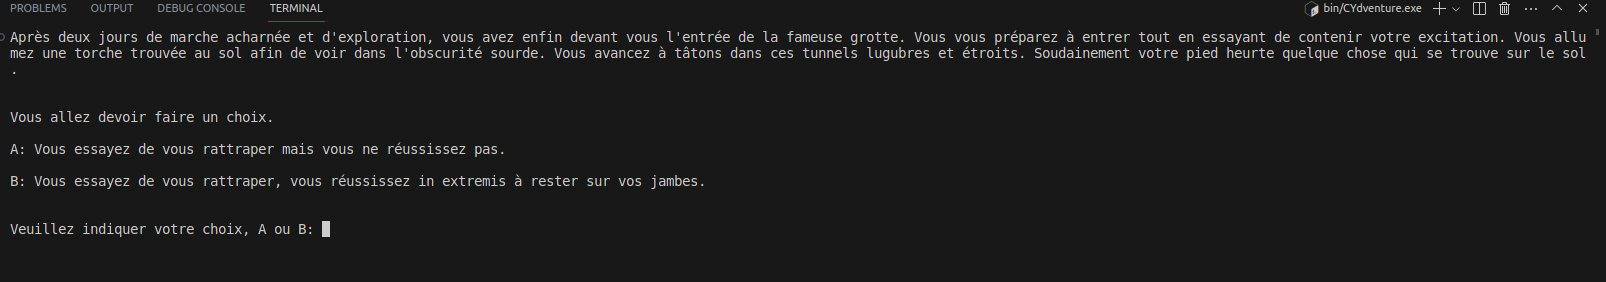 PROBLEMS OUTPUT DEBUG CONSOLE TERMINAL bin/CYdventure.exe
Après deux jours de marche acharnée et d'exploration, vous avez enfin devant vous l'entrée de la fameuse grotte. Vous vous préparez à entrer tout en essayant de contenir votre excitation. Vous allu
mez une torche trouvée au sol afin de voir dans l'obscurité sourde. Vous avancez à tâtons dans ces tunnels lugubres et étroits. Soudainement votre pied heurte quelque chose qui se trouve sur le sol
.
Vous allez devoir faire un choix.
A: Vous essayez de vous rattraper mais vous ne réussissez pas.
B: Vous essayez de vous rattraper, vous réussissez in extremis à rester sur vos jambes.
Veuillez indiquer votre choix, A ou B: